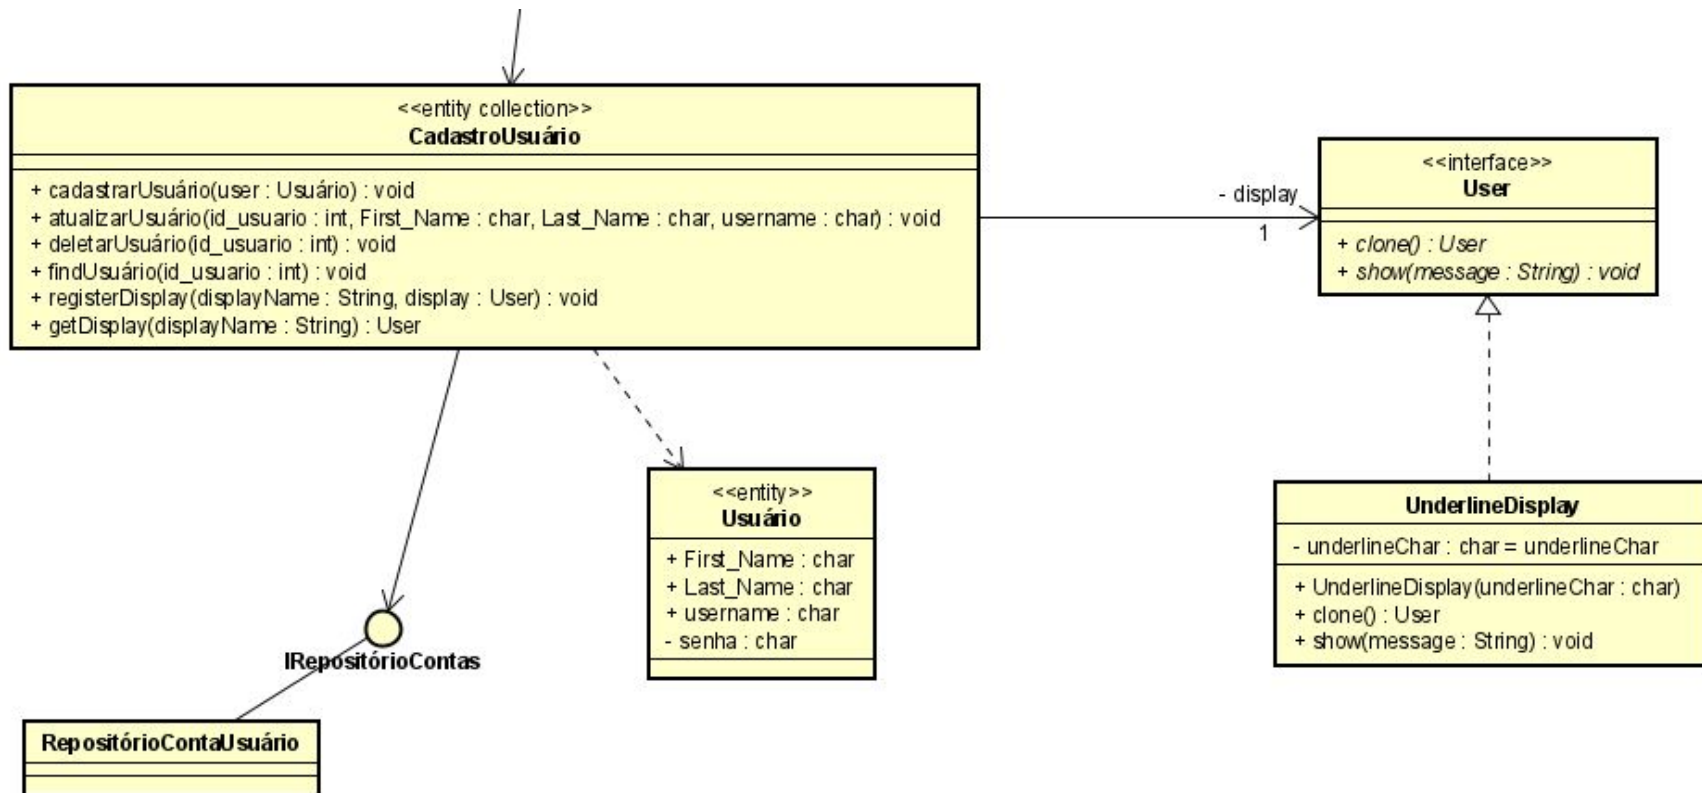 <<entity collection>>
CadastroUsuário
+ cadastrarUsuário(user : Usuário) : void
+ atualizarUsuário(id_usuario : int, First_Name : char, Last_Name : char, username : char) : void
+ deletarUsuário(id_usuario : int) : void
+ findUsuário(id_usuario : int) : void
+ registerDisplay(displayName : String, display : User) : void
+ getDisplay(displayName : String) : User
- display
1
<<interface>>
User
+ clone() : User
+ show(message : String) : void
<<entity>>
Usuário
+ First_Name : char
+ Last_Name : char
+ username : char
- senha : char
UnderlineDisplay
- underlineChar : char = underlineChar
+ UnderlineDisplay(underlineChar : char)
+ clone() : User
+ show(message : String) : void
IRepositórioContas
RepositórioContaUsuário